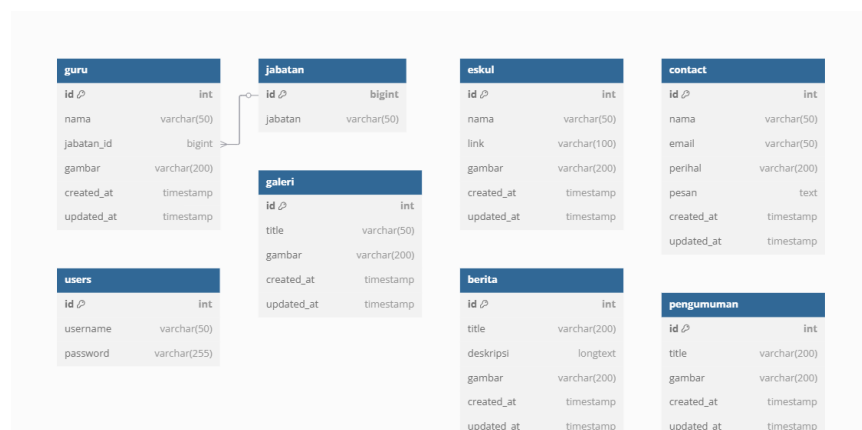 guru
id int
nama varchar(50)
jabatan_id bigint
gambar varchar(200)
created_at timestamp
updated_at timestamp
jabatan
id bigint
jabatan varchar(50)
galeri
id int
title varchar(50)
gambar varchar(200)
created_at timestamp
updated_at timestamp
users
id int
username varchar(50)
password varchar(255)
eskul
id int
nama varchar(50)
link varchar(100)
gambar varchar(200)
created_at timestamp
updated_at timestamp
berita
id int
title varchar(200)
deskripsi longtext
gambar varchar(200)
created_at timestamp
updated_at timestamp
contact
id int
nama varchar(50)
email varchar(50)
perihal varchar(200)
pesan text
created_at timestamp
updated_at timestamp
pengumuman
id int
title varchar(200)
gambar varchar(200)
created_at timestamp
updated_at timestamp